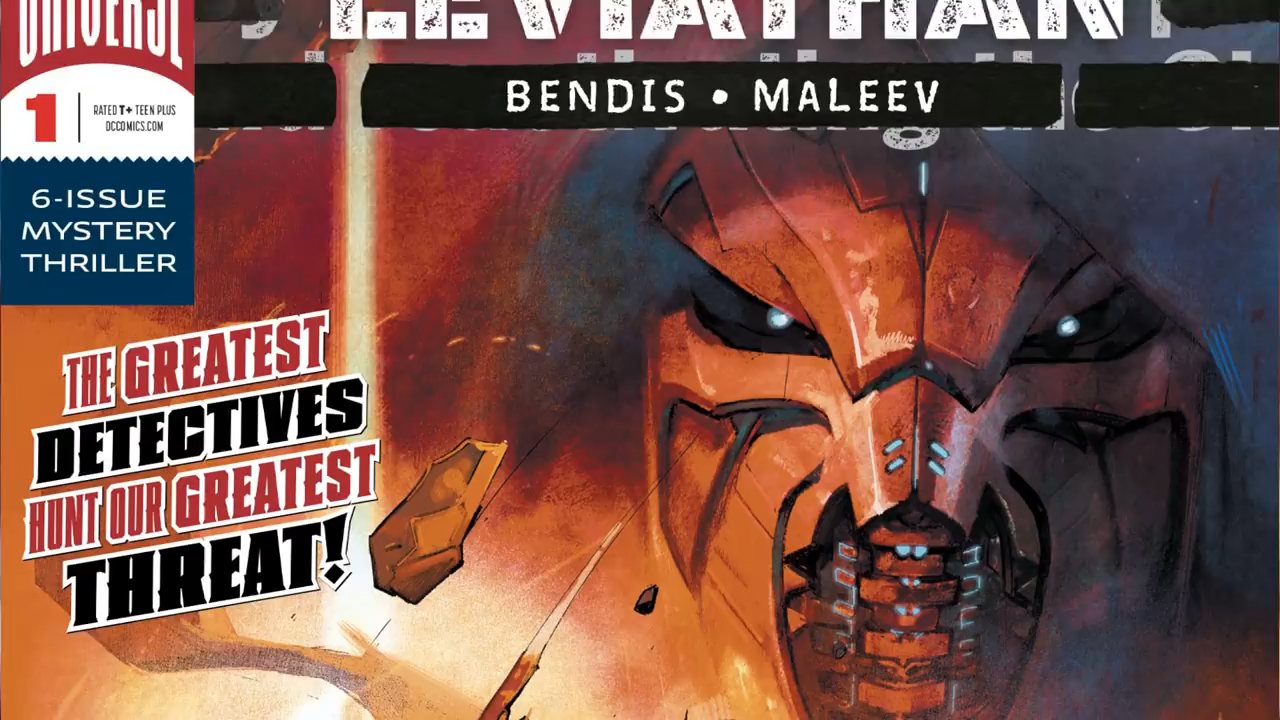 UNIVERSE
LEVIATHAN
BENDIS • MALEEV
1
RATED T+ TEEN PLUS
DCCOMICS.COM
6-ISSUE
MYSTERY
THRILLER
THE GREATEST
DETECTIVES
HUNT OUR GREATEST
THREAT!